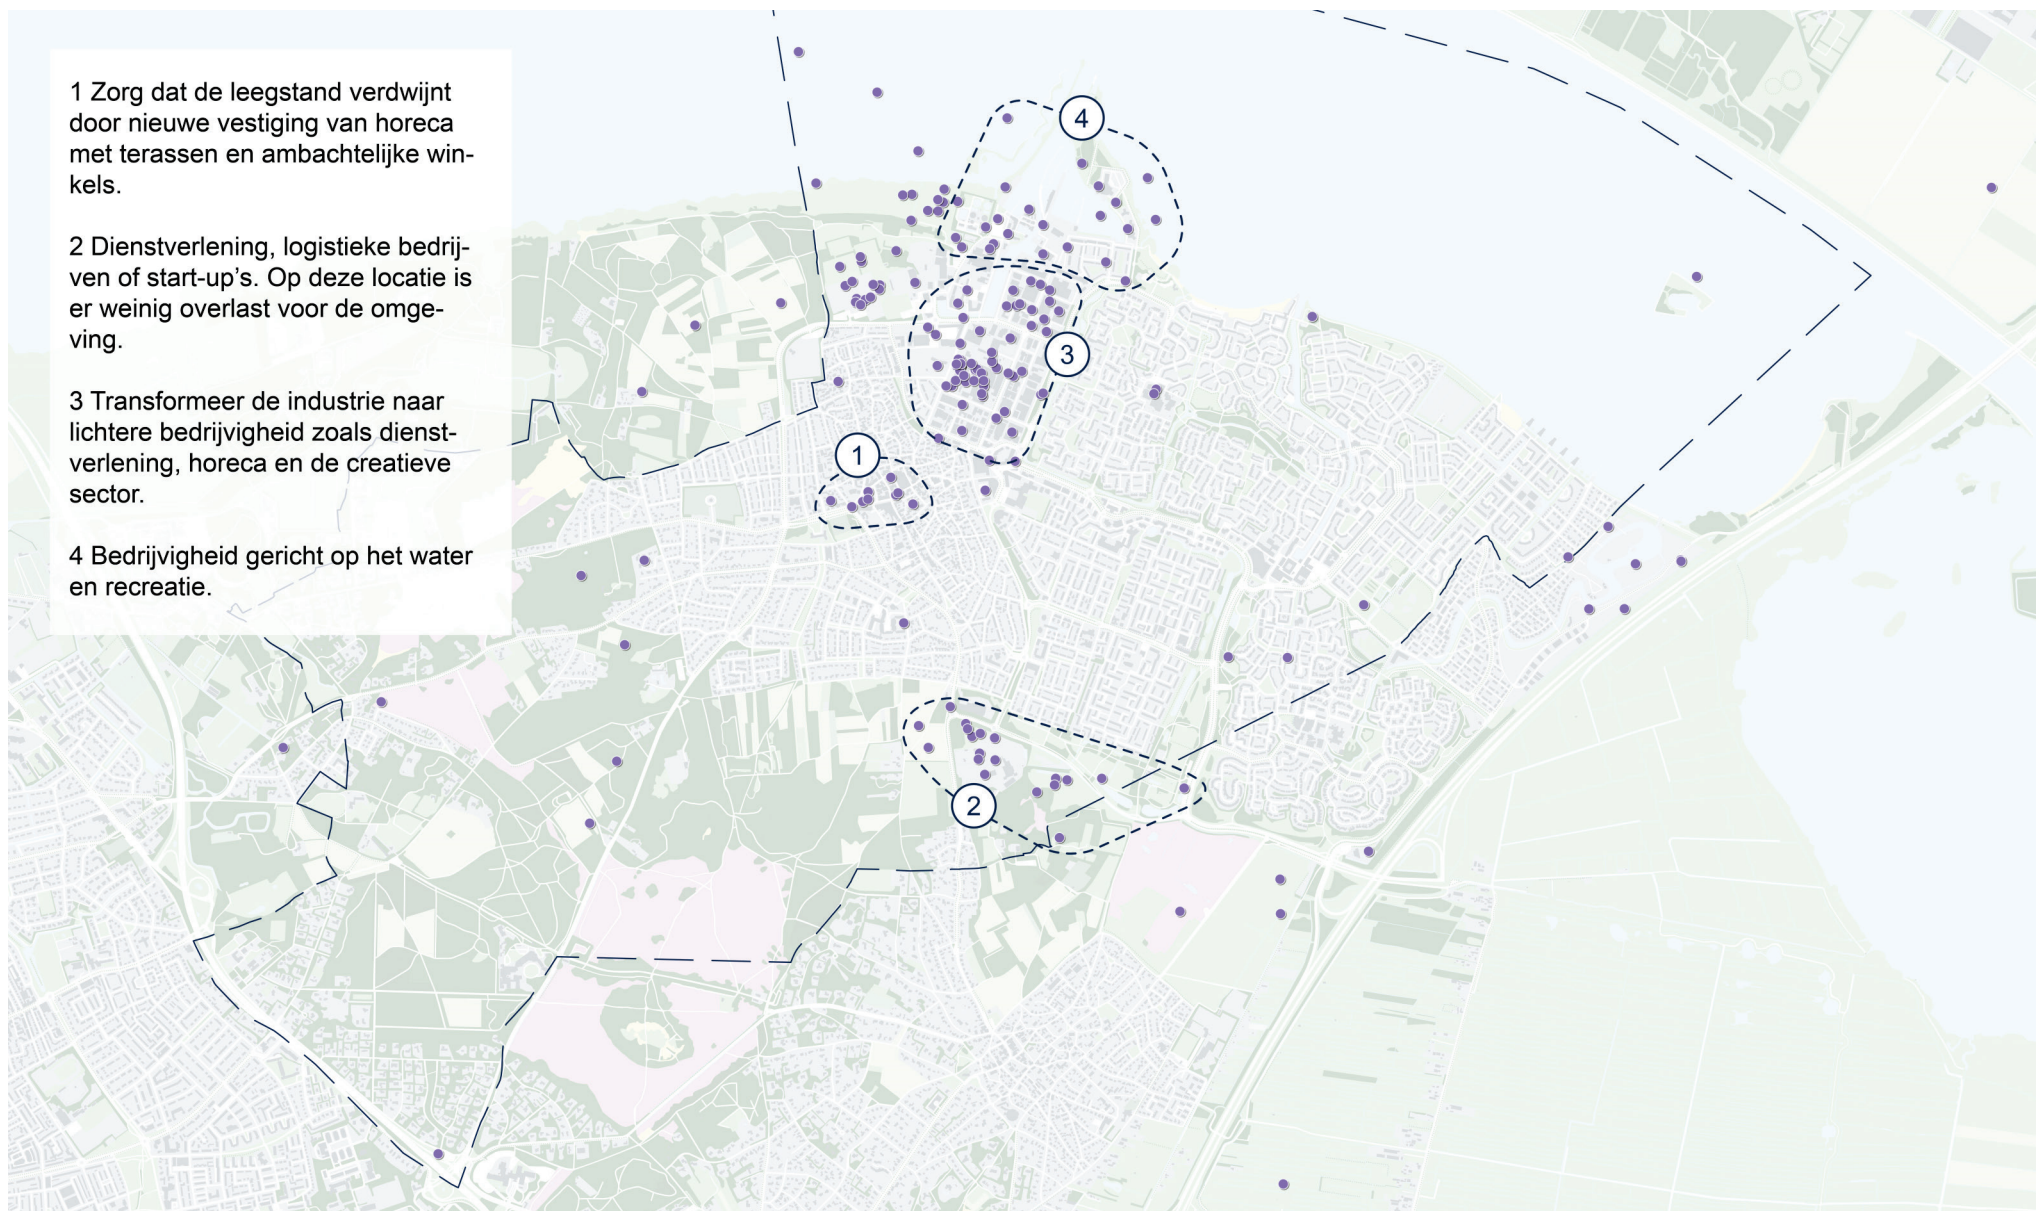 1 Zorg dat de leegstand verdwijnt
door nieuwe vestiging van horeca
met terassen en ambachtelijke win-
kels.
2 Dienstverlening, logistieke bedrij-
ven of start-up’s. Op deze locatie is
er weinig overlast voor de omge-
ving.
3 Transformeer de industrie naar
lichtere bedrijvigheid zoals dienst-
verlening, horeca en de creatieve
sector.
4 Bedrijvigheid gericht op het water
en recreatie.
4
3
1
2